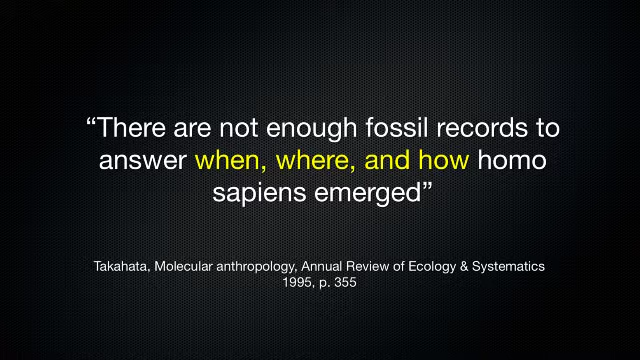 “There are not enough fossil records to
answer when, where, and how homo
sapiens emerged”
Takahata, Molecular anthropology, Annual Review of Ecology & Systematics
1995, p. 355